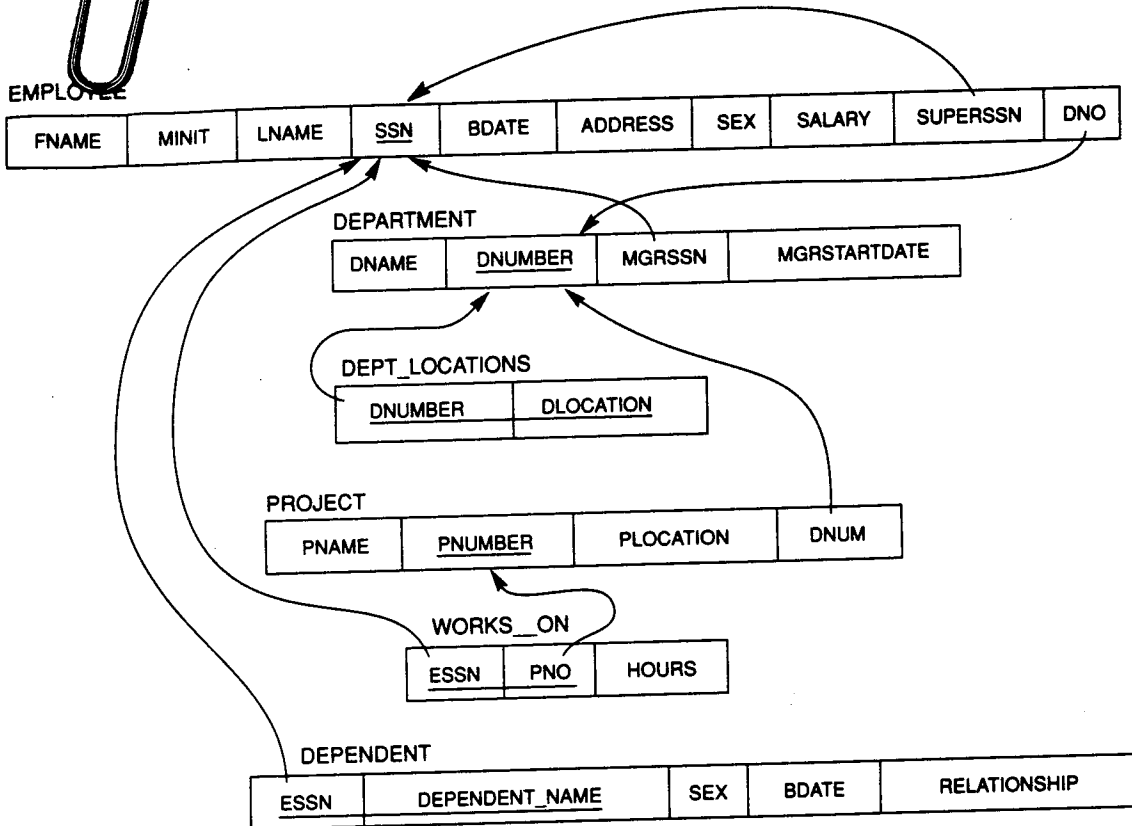 EMPLOYEE
FNAME MINIT LNAME SSN BDATE ADDRESS SEX SALARY SUPERSSN DNO
DEPARTMENT
DNAME DNUMBER MGRSSN MGRSTARTDATE
DEPT_LOCATIONS
DNUMBER DLOCATION
PROJECT
PNAME PNUMBER PLOCATION DNUM
WORKS__ON
ESSN PNO HOURS
DEPENDENT
ESSN DEPENDENT_NAME SEX BDATE RELATIONSHIP